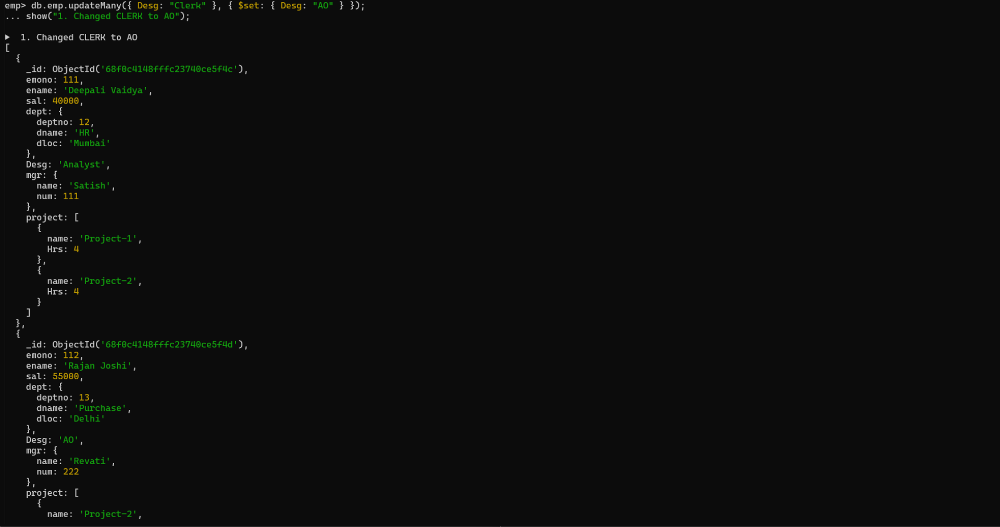 emp> db.emp.updateMany({ Desg: "Clerk" }, { $set: { Desg: "AO" } });
... show("1. Changed CLERK to AO");
▶  1. Changed CLERK to AO
[
  {
    _id: ObjectId('68f0c4148fffc23740ce5f4c'),
    emono: 111,
    ename: 'Deepali Vaidya',
    sal: 40000,
    dept: {
      deptno: 12,
      dname: 'HR',
      dloc: 'Mumbai'
    },
    Desg: 'Analyst',
    mgr: {
      name: 'Satish',
      num: 111
    },
    project: [
      {
        name: 'Project-1',
        Hrs: 4
      },
      {
        name: 'Project-2',
        Hrs: 4
      }
    ]
  },
  {
    _id: ObjectId('68f0c4148fffc23740ce5f4d'),
    emono: 112,
    ename: 'Rajan Joshi',
    sal: 55000,
    dept: {
      deptno: 13,
      dname: 'Purchase',
      dloc: 'Delhi'
    },
    Desg: 'AO',
    mgr: {
      name: 'Revati',
      num: 222
    },
    project: [
      {
        name: 'Project-2',